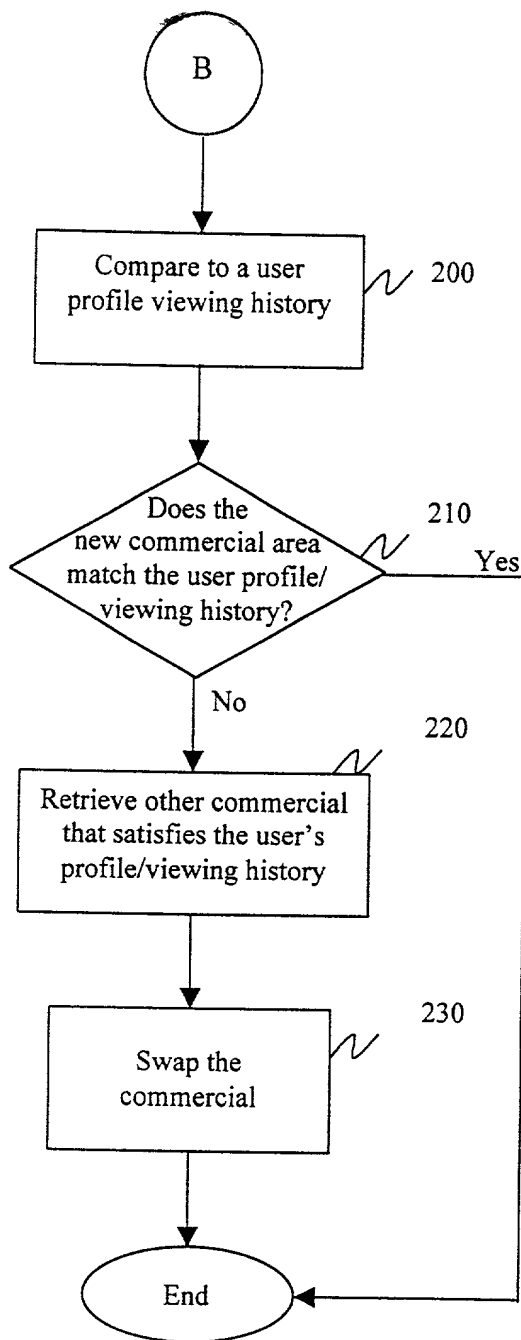 B
Compare to a user
profile viewing history
200
Does the
new commercial area
match the user profile/
viewing history?
210
Yes
No
220
Retrieve other commercial
that satisfies the user's
profile/viewing history
230
Swap the
commercial
End